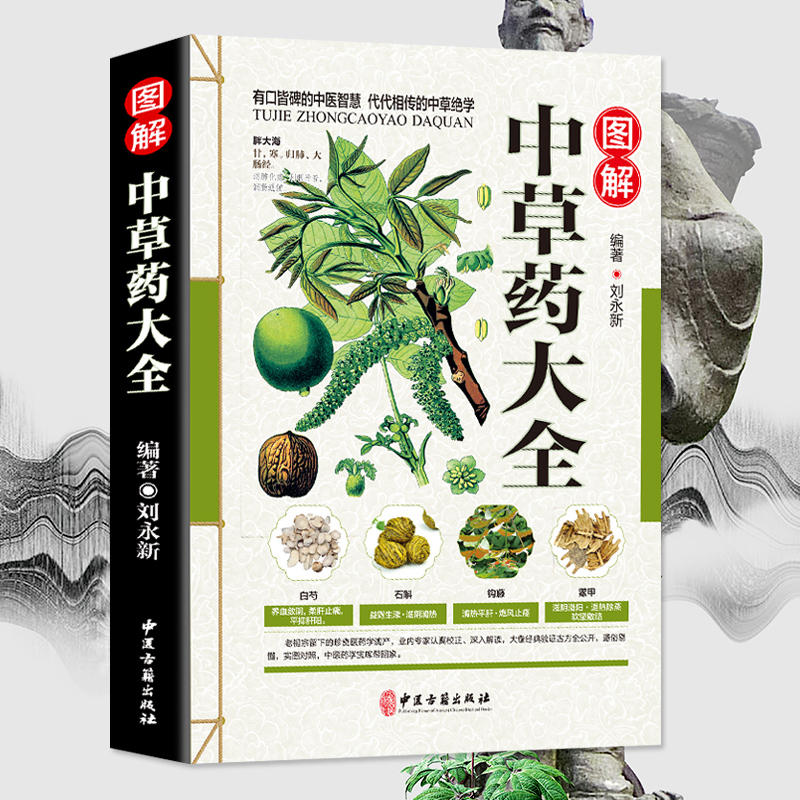 图解
中草药大全
编著 刘永新
中医古籍出版社
有口皆碑的中医智慧 代代相传的中草绝学
TUJIE ZHONGCAOYAO DAQUAN
胖大海
甘，寒。归肺、大
肠经。
图解
中草药大全
编著 刘永新
白芍
养血敛阴，柔肝止痛，
平抑肝阳。
石斛
益胃生津·滋阴清热
钩藤
清热平肝·熄风止痉
鳖甲
滋阴潜阳·退热除蒸
软坚散结
中医古籍出版社